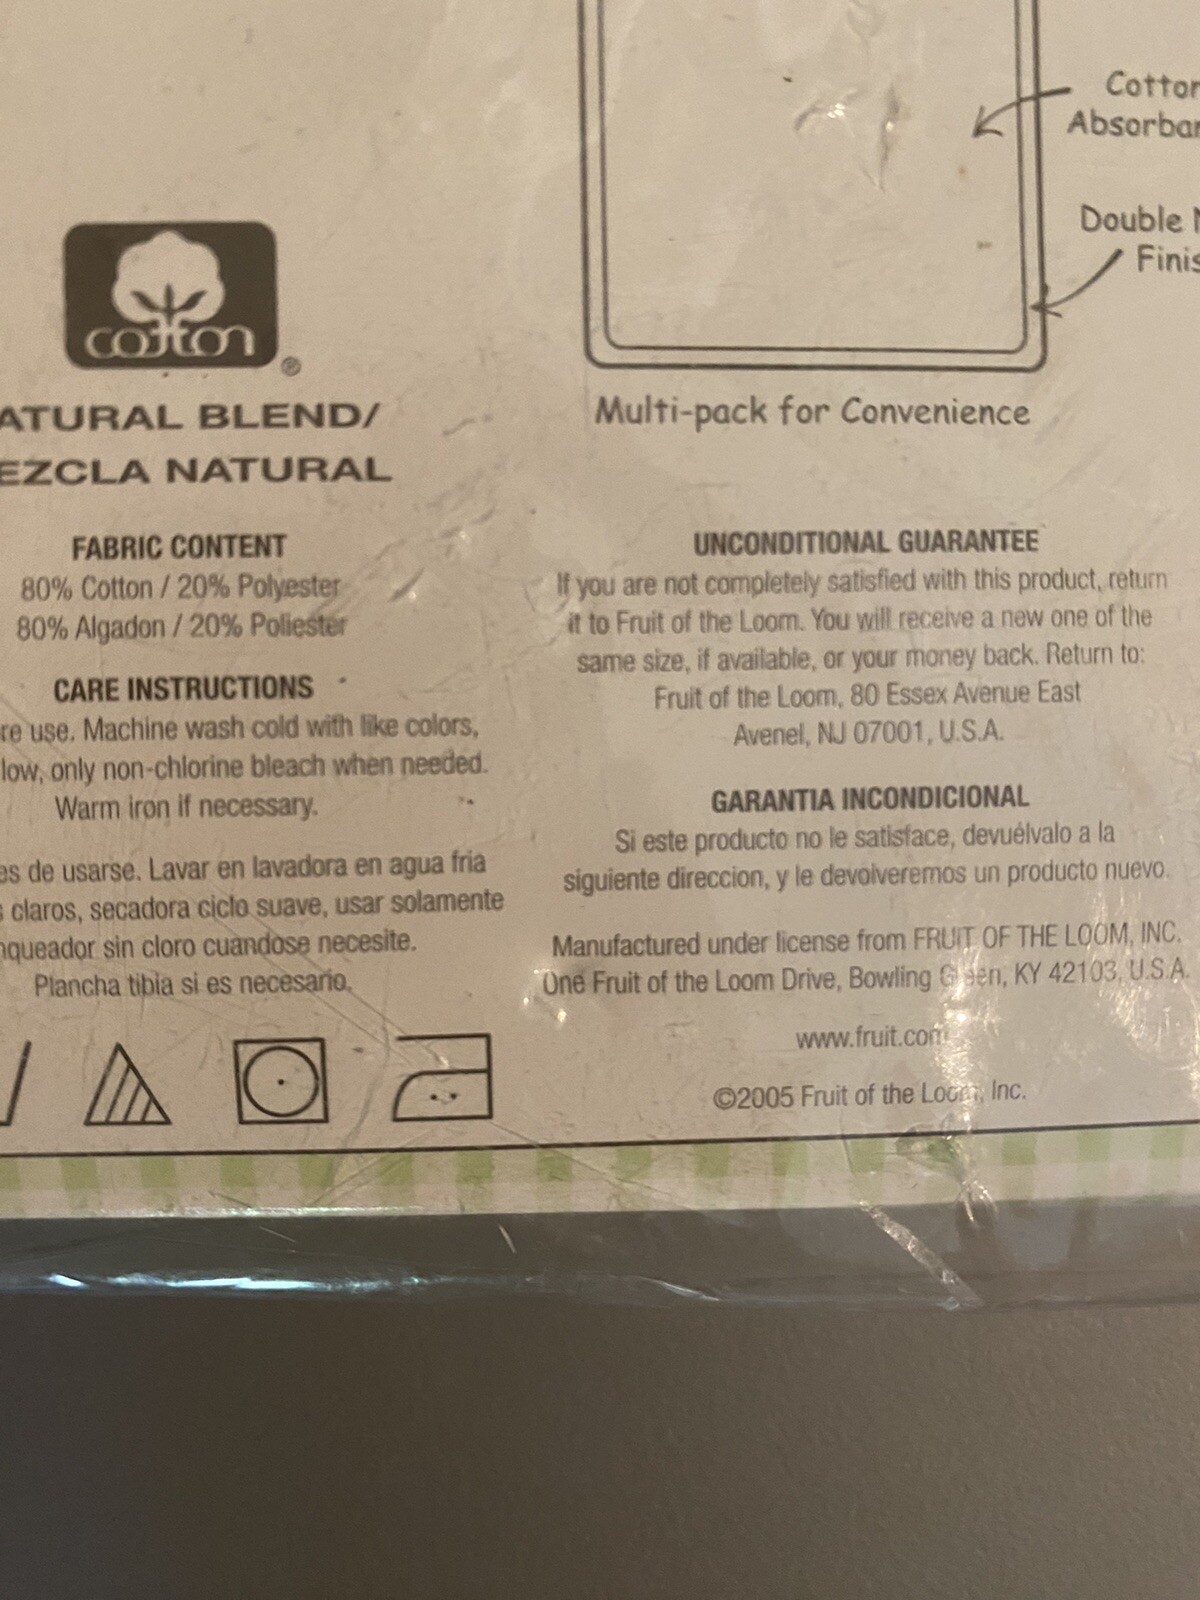 Cotton
Absorban
Double N
Finis
cotton
®
ATURAL BLEND/
EZCLA NATURAL
Multi-pack for Convenience
FABRIC CONTENT
80% Cotton / 20% Polyester
80% Algadon / 20% Poliester
CARE INSTRUCTIONS
re use. Machine wash cold with like colors,
low, only non-chlorine bleach when needed.
Warm iron if necessary.
es de usarse. Lavar en lavadora en agua fria
s claros, secadora ciclo suave, usar solamente
nqueador sin cloro cuandose necesite.
Plancha tibia si es necesario.
UNCONDITIONAL GUARANTEE
If you are not completely satisfied with this product, return
it to Fruit of the Loom. You will receive a new one of the
same size, if available, or your money back. Return to:
Fruit of the Loom, 80 Essex Avenue East
Avenel, NJ 07001, U.S.A.
GARANTIA INCONDICIONAL
Si este producto no le satisface, devuélvalo a la
siguiente direccion, y le devolveremos un producto nuevo.
Manufactured under license from FRUIT OF THE LOOM, INC.
One Fruit of the Loom Drive, Bowling Green, KY 42103, U.S.A.
www.fruit.com
©2005 Fruit of the Loom, Inc.